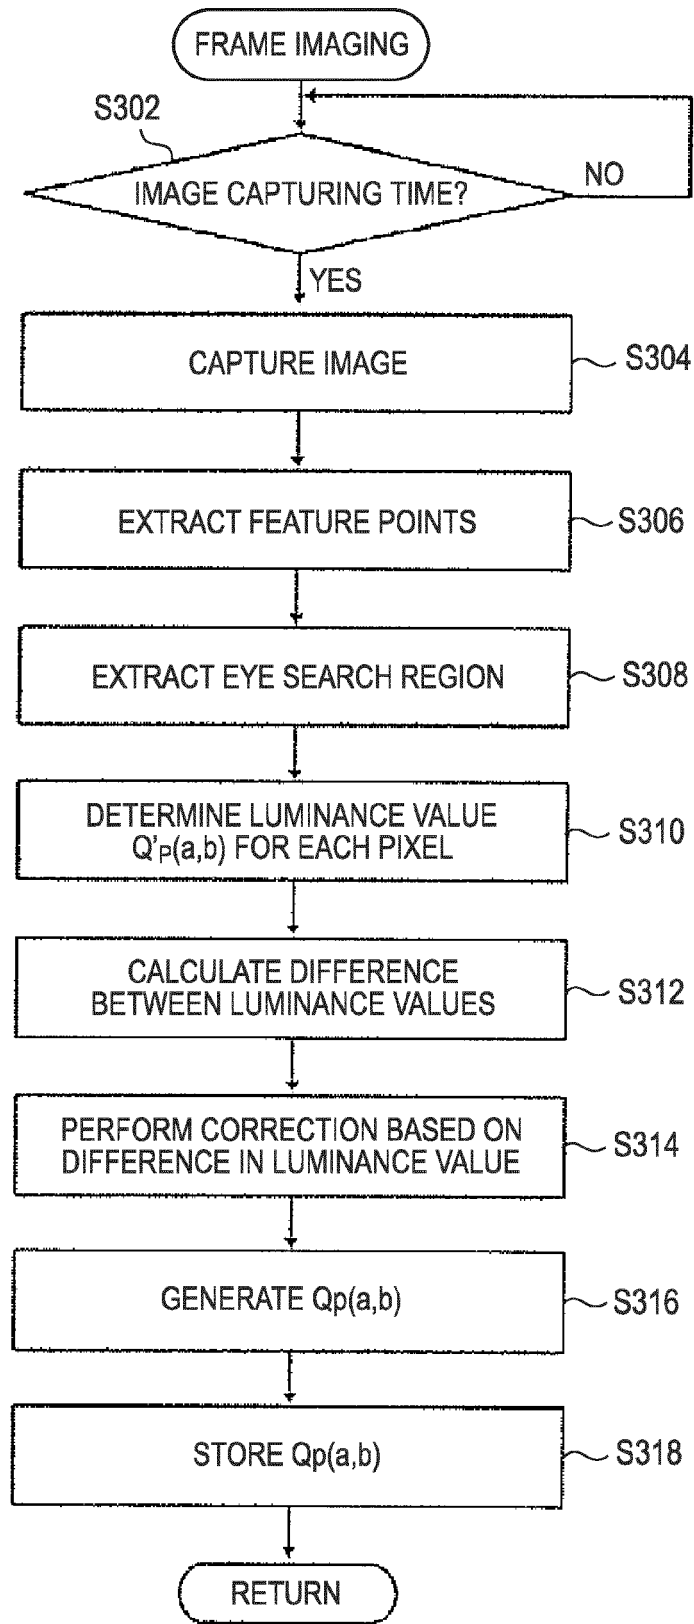 FRAME IMAGING
S302
IMAGE CAPTURING TIME?
NO
YES
CAPTURE IMAGE
S304
EXTRACT FEATURE POINTS
S306
EXTRACT EYE SEARCH REGION
S308
DETERMINE LUMINANCE VALUE
Q'P(a,b) FOR EACH PIXEL
S310
CALCULATE DIFFERENCE
BETWEEN LUMINANCE VALUES
S312
PERFORM CORRECTION BASED ON
DIFFERENCE IN LUMINANCE VALUE
S314
GENERATE Qp(a,b)
S316
STORE Qp(a,b)
S318
RETURN